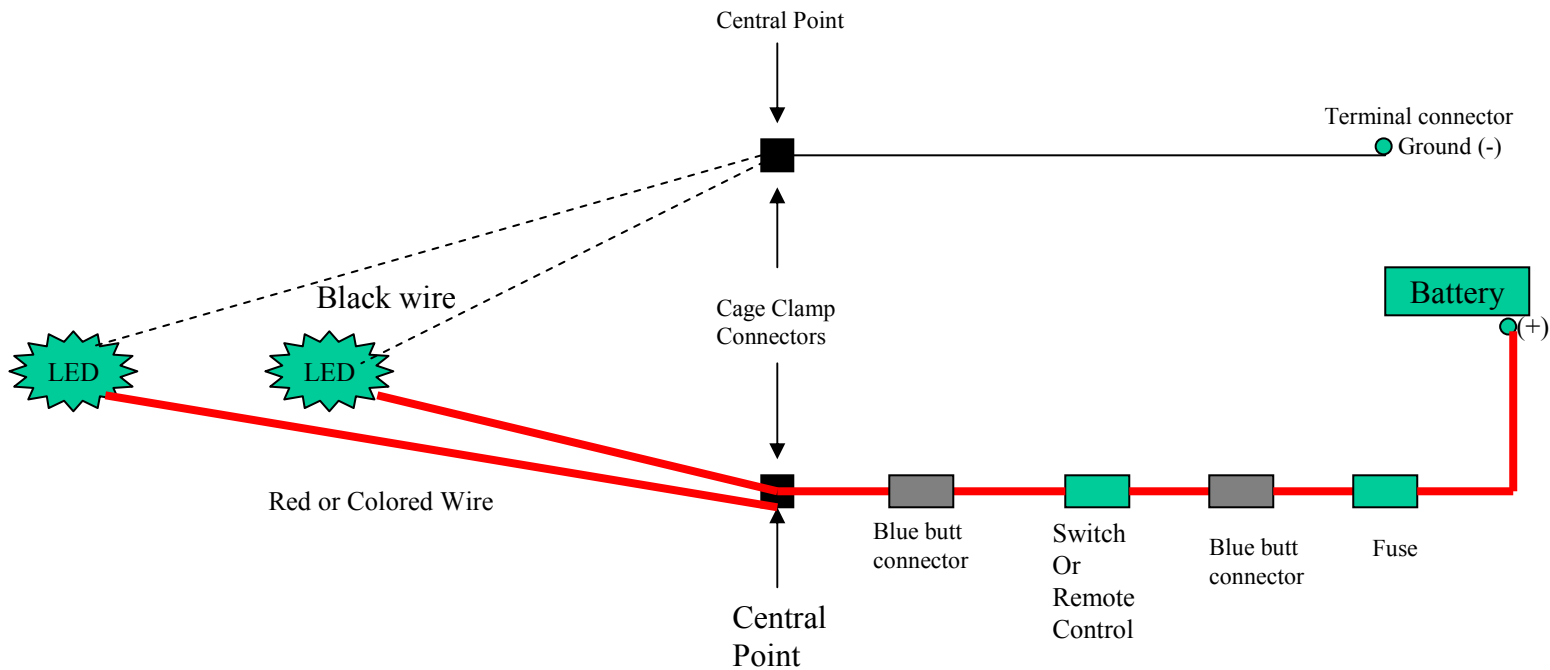 Central Point
Terminal connector
Ground (-)
Battery
(+)
Black wire
Cage Clamp
Connectors
LED
LED
Red or Colored Wire
Blue butt
connector
Switch
Or
Remote
Control
Blue butt
connector
Fuse
Central
Point